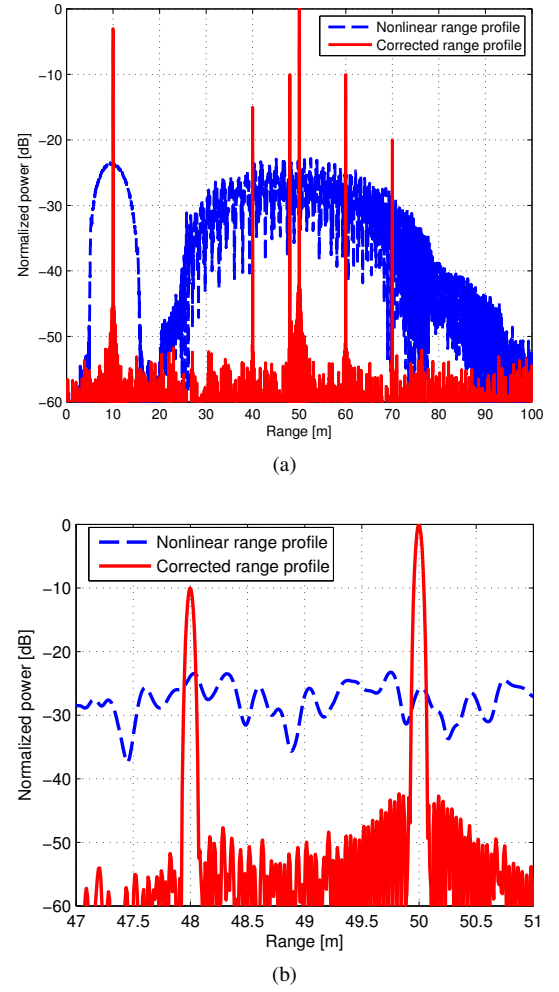 0
−10
−20
−30
−40
−50
−60
Normalized power [dB]
Nonlinear range profile
Corrected range profile
0 10 20 30 40 50 60 70 80 90 100
Range [m]
(a)
0
−10
−20
−30
−40
−50
−60
Normalized power [dB]
Nonlinear range profile
Corrected range profile
47 47.5 48 48.5 49 49.5 50 50.5 51
Range [m]
(b)